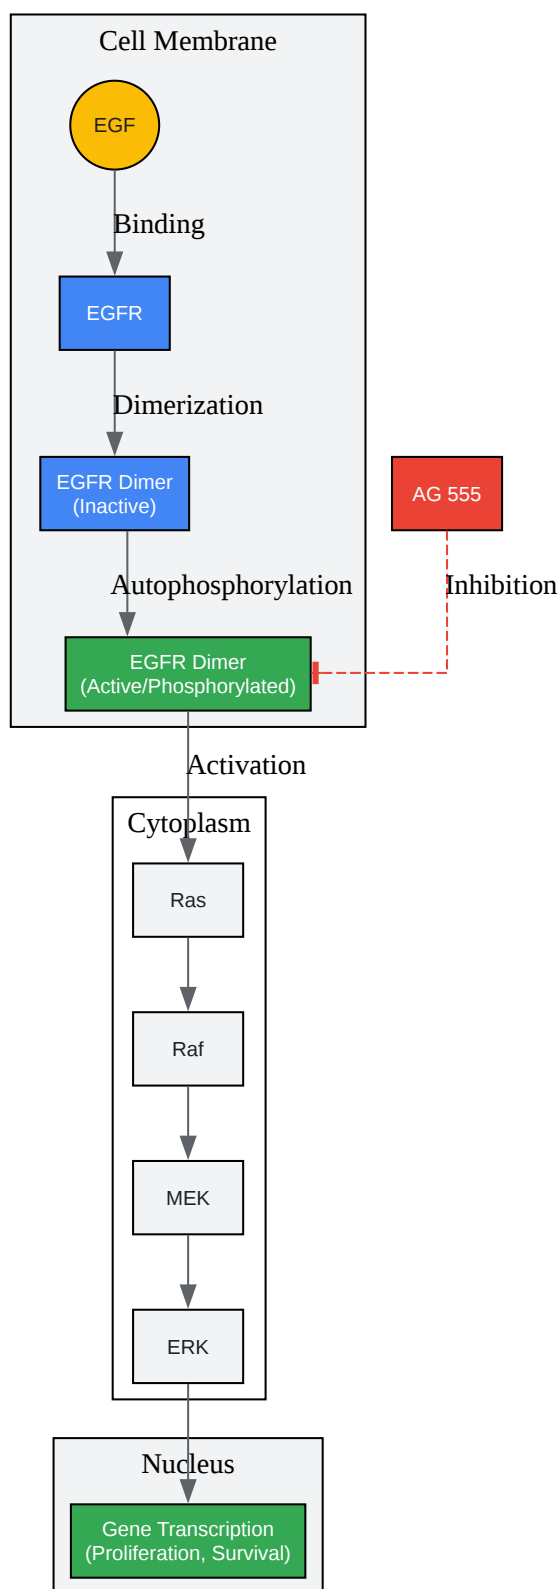 Cell Membrane
EGF
Binding
EGFR
Dimerization
EGFR Dimer
(Inactive)
AG 555
Autophosphorylation
Inhibition
EGFR Dimer
(Active/Phosphorylated)
Activation
Cytoplasm
Ras
Raf
MEK
ERK
Nucleus
Gene Transcription
(Proliferation, Survival)